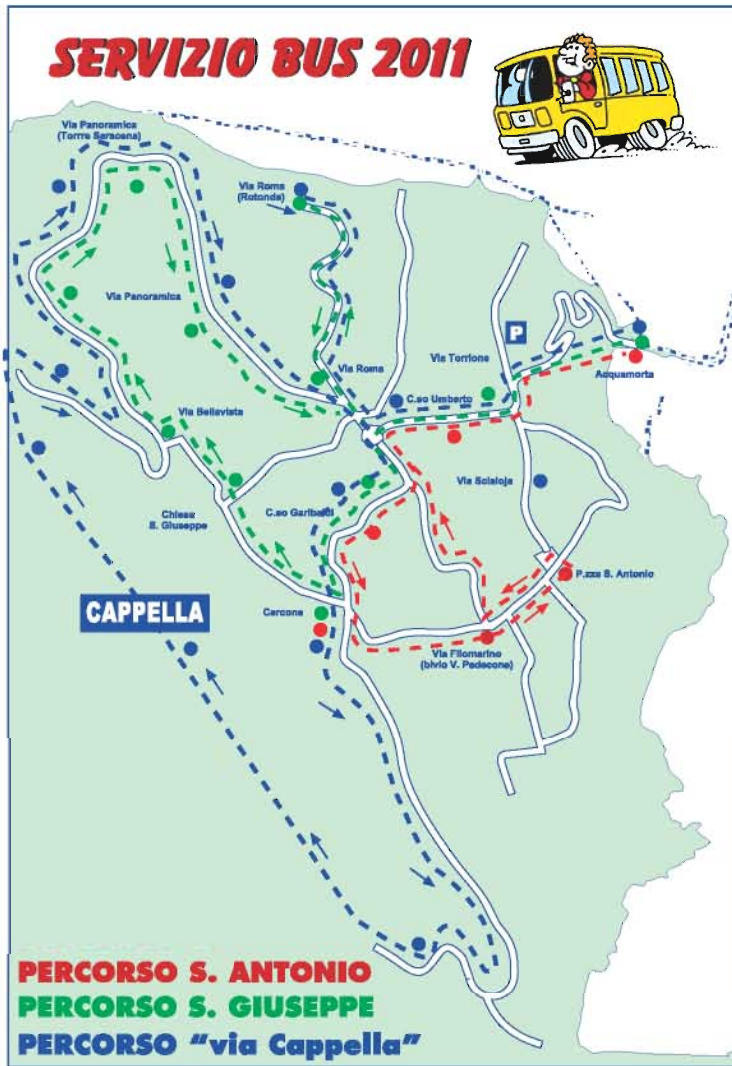 SERVIZIO BUS 2011
Via Panoramica
(Torrre Saracena)
Via Roma
(Rotonda)
Via Panoramica
P
Via Torrione
Via Roma
Acquamorta
C.so Umberto
Via Bellavista
Via Scialoja
Chiesa
S. Giuseppe
C.so Garibaldi
P.zza S. Antonio
CAPPELLA
Cercone
Via Filomarino
(bivio V. Pedecone)
PERCORSO S. ANTONIO
PERCORSO S. GIUSEPPE
PERCORSO "via Cappella"